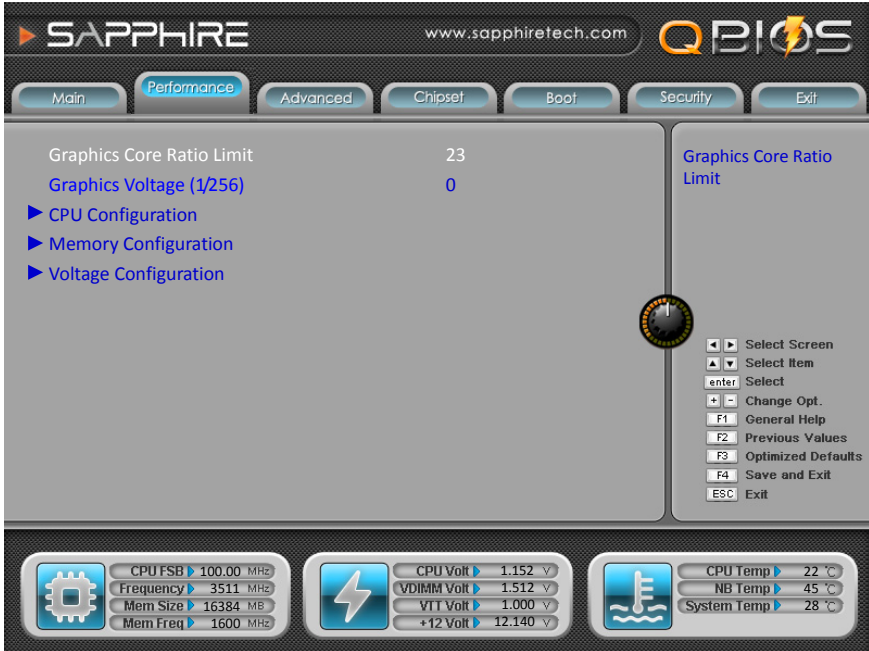 SAPPHIRE
www.sapphiretech.com
QBIOS
Main Performance Advanced Chipset Boot Security Exit
Graphics Core Ratio Limit 23
Graphics Voltage (1/256) 0
CPU Configuration
Memory Configuration
Voltage Configuration
Graphics Core Ratio
Limit
Select Screen
Select Item
enter Select
+ - Change Opt.
F1 General Help
F2 Previous Values
F3 Optimized Defaults
F4 Save and Exit
ESC Exit
CPU FSB 100.00 MHz
Frequency 3511 MHz
Mem Size 16384 MB
Mem Freq 1600 MHz
CPU Volt 1.152 V
VDIMM Volt 1.512 V
VTT Volt 1.000 V
+12 Volt 12.140 V
CPU Temp 22 °C
NB Temp 45 °C
System Temp 28 °C